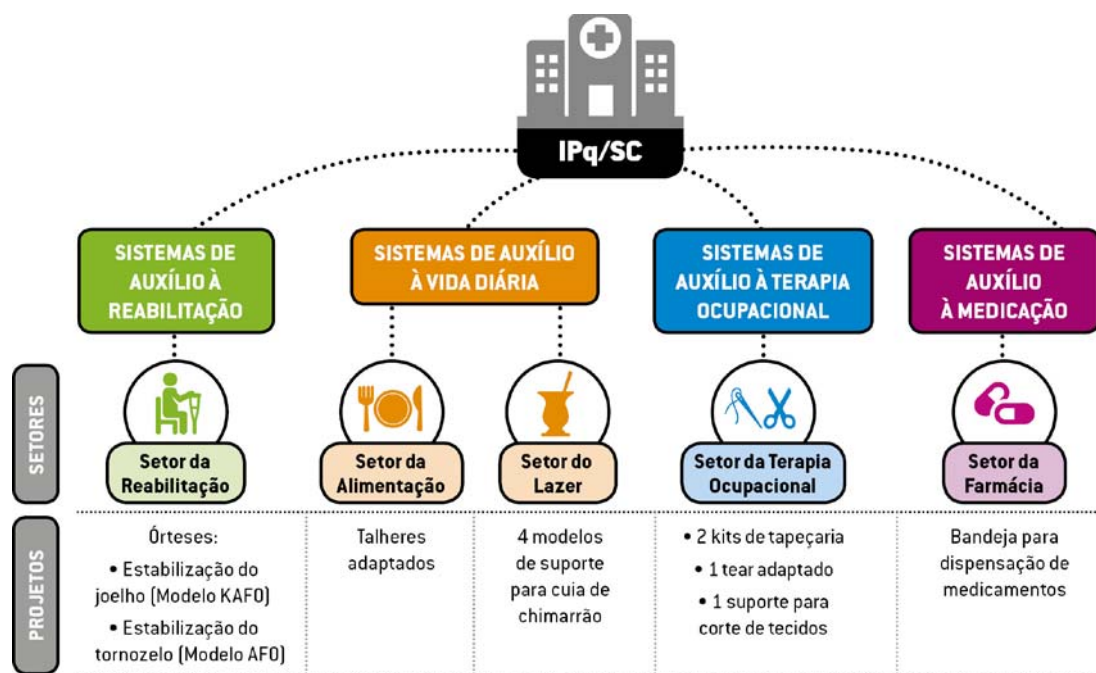 IPq/SC
SISTEMAS DE
AUXÍLIO À
REABILITAÇÃO
SISTEMAS DE AUXÍLIO
À VIDA DIÁRIA
SISTEMAS DE
AUXÍLIO À TERAPIA
OCUPACIONAL
SISTEMAS DE
AUXÍLIO
À MEDICAÇÃO
SETORES
Setor da
Reabilitação
Setor da
Alimentação
Setor do
Lazer
Setor da Terapia
Ocupacional
Setor da
Farmácia
PROJETOS
Órteses:
• Estabilização do
joelho (Modelo KAFO)
• Estabilização do
tornozelo (Modelo AFO)
Talheres
adaptados
4 modelos
de suporte
para cuia de
chimarrão
• 2 kits de tapeçaria
• 1 tear adaptado
• 1 suporte para
corte de tecidos
Bandeja para
dispensação de
medicamentos